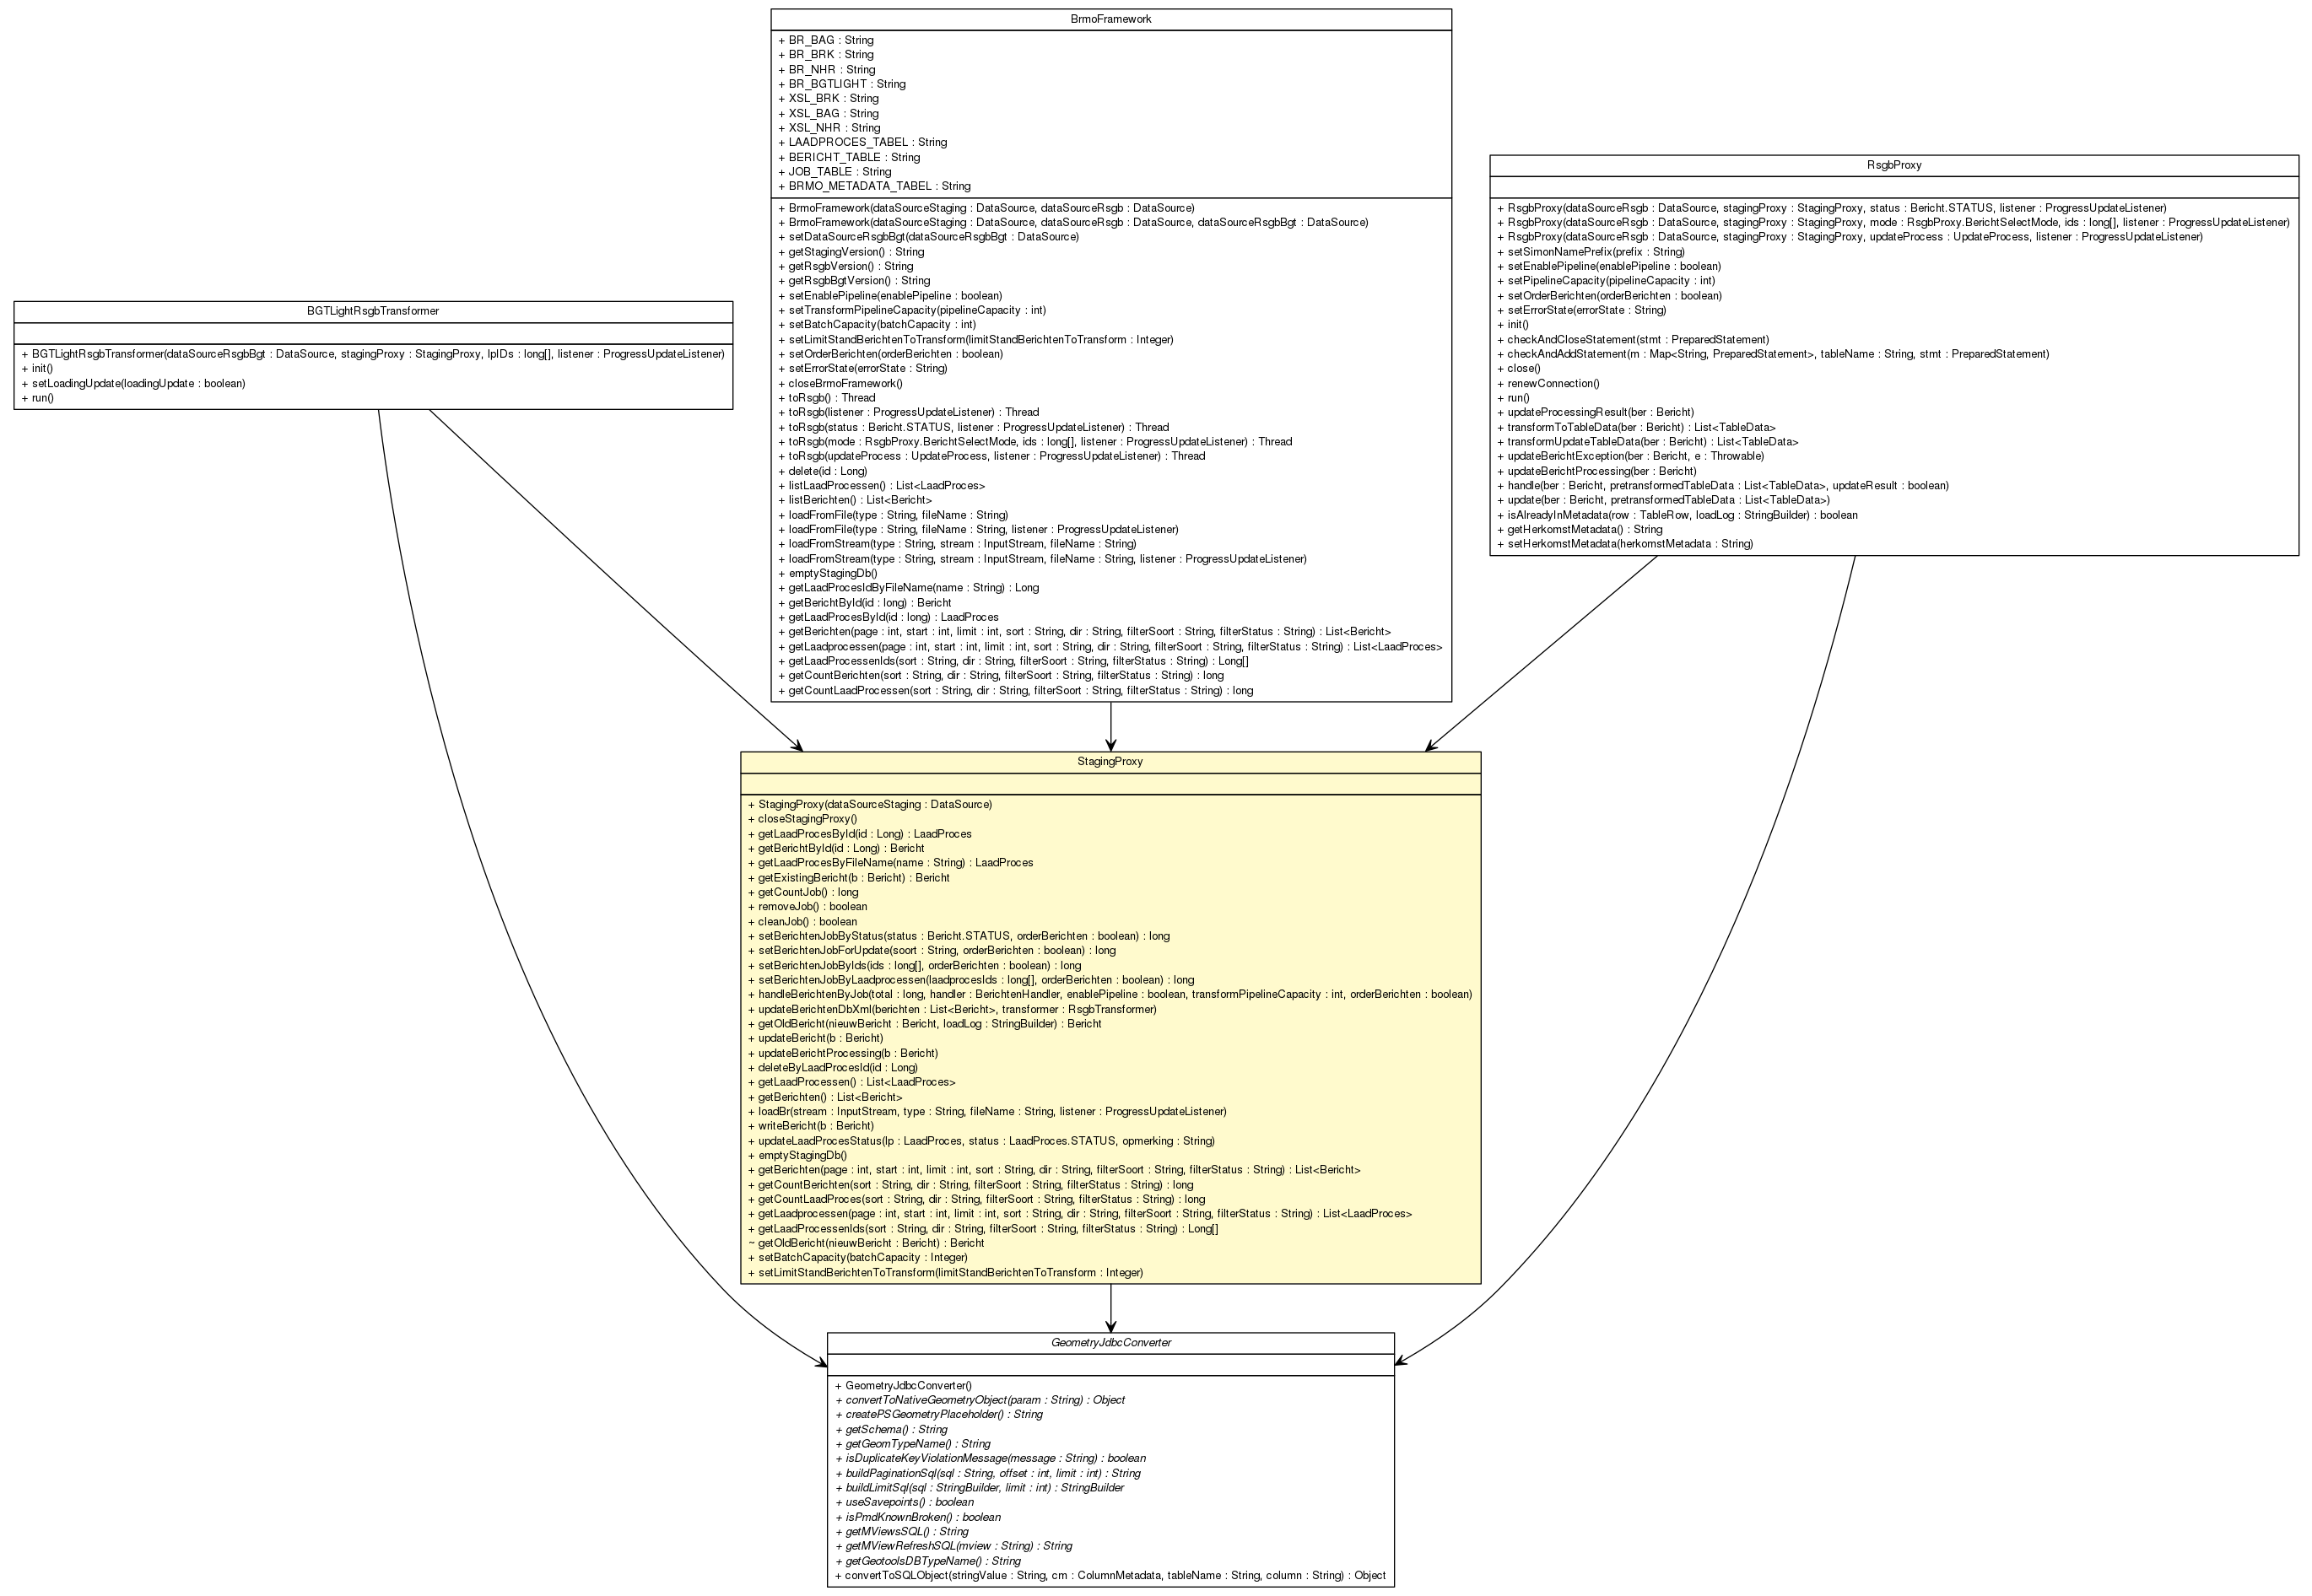 BrmoFramework
+ BR_BAG : String
+ BR_BRK : String
+ BR_NHR : String
+ BR_BGTLIGHT : String
+ XSL_BRK : String
+ XSL_BAG : String
+ XSL_NHR : String
+ LAADPROCES_TABEL : String
+ BERICHT_TABLE : String
+ JOB_TABLE : String
+ BRMO_METADATA_TABEL : String
+ BrmoFramework(dataSourceStaging : DataSource, dataSourceRsgb : DataSource)
+ BrmoFramework(dataSourceStaging : DataSource, dataSourceRsgb : DataSource, dataSourceRsgbBgt : DataSource)
+ setDataSourceRsgbBgt(dataSourceRsgbBgt : DataSource)
+ getStagingVersion() : String
+ getRsgbVersion() : String
+ getRsgbBgtVersion() : String
+ setEnablePipeline(enablePipeline : boolean)
+ setTransformPipelineCapacity(pipelineCapacity : int)
+ setBatchCapacity(batchCapacity : int)
+ setLimitStandBerichtenToTransform(limitStandBerichtenToTransform : Integer)
+ setOrderBerichten(orderBerichten : boolean)
+ setErrorState(errorState : String)
+ closeBrmoFramework()
+ toRsgb() : Thread
+ toRsgb(listener : ProgressUpdateListener) : Thread
+ toRsgb(status : Bericht.STATUS, listener : ProgressUpdateListener) : Thread
+ toRsgb(mode : RsgbProxy.BerichtSelectMode, ids : long[], listener : ProgressUpdateListener) : Thread
+ toRsgb(updateProcess : UpdateProcess, listener : ProgressUpdateListener) : Thread
+ delete(id : Long)
+ listLaadProcessen() : List<LaadProces>
+ listBerichten() : List<Bericht>
+ loadFromFile(type : String, fileName : String)
+ loadFromFile(type : String, fileName : String, listener : ProgressUpdateListener)
+ loadFromStream(type : String, stream : InputStream, fileName : String)
+ loadFromStream(type : String, stream : InputStream, fileName : String, listener : ProgressUpdateListener)
+ emptyStagingDb()
+ getLaadProcesIdByFileName(name : String) : Long
+ getBerichtById(id : long) : Bericht
+ getLaadProcesById(id : long) : LaadProces
+ getBerichten(page : int, start : int, limit : int, sort : String, dir : String, filterSoort : String, filterStatus : String) : List<Bericht>
+ getLaadprocessen(page : int, start : int, limit : int, sort : String, dir : String, filterSoort : String, filterStatus : String) : List<LaadProces>
+ getLaadProcessenIds(sort : String, dir : String, filterSoort : String, filterStatus : String) : Long[]
+ getCountBerichten(sort : String, dir : String, filterSoort : String, filterStatus : String) : long
+ getCountLaadProcessen(sort : String, dir : String, filterSoort : String, filterStatus : String) : long
RsgbProxy
+ RsgbProxy(dataSourceRsgb : DataSource, stagingProxy : StagingProxy, status : Bericht.STATUS, listener : ProgressUpdateListener)
+ RsgbProxy(dataSourceRsgb : DataSource, stagingProxy : StagingProxy, mode : RsgbProxy.BerichtSelectMode, ids : long[], listener : ProgressUpdateListener)
+ RsgbProxy(dataSourceRsgb : DataSource, stagingProxy : StagingProxy, updateProcess : UpdateProcess, listener : ProgressUpdateListener)
+ setSimonNamePrefix(prefix : String)
+ setEnablePipeline(enablePipeline : boolean)
+ setPipelineCapacity(pipelineCapacity : int)
+ setOrderBerichten(orderBerichten : boolean)
+ setErrorState(errorState : String)
+ init()
+ checkAndCloseStatement(stmt : PreparedStatement)
+ checkAndAddStatement(m : Map<String, PreparedStatement>, tableName : String, stmt : PreparedStatement)
+ close()
+ renewConnection()
+ run()
+ updateProcessingResult(ber : Bericht)
+ transformToTableData(ber : Bericht) : List<TableData>
+ transformUpdateTableData(ber : Bericht) : List<TableData>
+ updateBerichtException(ber : Bericht, e : Throwable)
+ updateBerichtProcessing(ber : Bericht)
+ handle(ber : Bericht, pretransformedTableData : List<TableData>, updateResult : boolean)
+ update(ber : Bericht, pretransformedTableData : List<TableData>)
+ isAlreadyInMetadata(row : TableRow, loadLog : StringBuilder) : boolean
+ getHerkomstMetadata() : String
+ setHerkomstMetadata(herkomstMetadata : String)
BGTLightRsgbTransformer
+ BGTLightRsgbTransformer(dataSourceRsgbBgt : DataSource, stagingProxy : StagingProxy, lpIDs : long[], listener : ProgressUpdateListener)
+ init()
+ setLoadingUpdate(loadingUpdate : boolean)
+ run()
StagingProxy
+ StagingProxy(dataSourceStaging : DataSource)
+ closeStagingProxy()
+ getLaadProcesById(id : Long) : LaadProces
+ getBerichtById(id : Long) : Bericht
+ getLaadProcesByFileName(name : String) : LaadProces
+ getExistingBericht(b : Bericht) : Bericht
+ getCountJob() : long
+ removeJob() : boolean
+ cleanJob() : boolean
+ setBerichtenJobByStatus(status : Bericht.STATUS, orderBerichten : boolean) : long
+ setBerichtenJobForUpdate(soort : String, orderBerichten : boolean) : long
+ setBerichtenJobByIds(ids : long[], orderBerichten : boolean) : long
+ setBerichtenJobByLaadprocessen(laadprocesIds : long[], orderBerichten : boolean) : long
+ handleBerichtenByJob(total : long, handler : BerichtenHandler, enablePipeline : boolean, transformPipelineCapacity : int, orderBerichten : boolean)
+ updateBerichtenDbXml(berichten : List<Bericht>, transformer : RsgbTransformer)
+ getOldBericht(nieuwBericht : Bericht, loadLog : StringBuilder) : Bericht
+ updateBericht(b : Bericht)
+ updateBerichtProcessing(b : Bericht)
+ deleteByLaadProcesId(id : Long)
+ getLaadProcessen() : List<LaadProces>
+ getBerichten() : List<Bericht>
+ loadBr(stream : InputStream, type : String, fileName : String, listener : ProgressUpdateListener)
+ writeBericht(b : Bericht)
+ updateLaadProcesStatus(lp : LaadProces, status : LaadProces.STATUS, opmerking : String)
+ emptyStagingDb()
+ getBerichten(page : int, start : int, limit : int, sort : String, dir : String, filterSoort : String, filterStatus : String) : List<Bericht>
+ getCountBerichten(sort : String, dir : String, filterSoort : String, filterStatus : String) : long
+ getCountLaadProces(sort : String, dir : String, filterSoort : String, filterStatus : String) : long
+ getLaadprocessen(page : int, start : int, limit : int, sort : String, dir : String, filterSoort : String, filterStatus : String) : List<LaadProces>
+ getLaadProcessenIds(sort : String, dir : String, filterSoort : String, filterStatus : String) : Long[]
~ getOldBericht(nieuwBericht : Bericht) : Bericht
+ setBatchCapacity(batchCapacity : Integer)
+ setLimitStandBerichtenToTransform(limitStandBerichtenToTransform : Integer)
GeometryJdbcConverter
+ GeometryJdbcConverter()
+ convertToNativeGeometryObject(param : String) : Object
+ createPSGeometryPlaceholder() : String
+ getSchema() : String
+ getGeomTypeName() : String
+ isDuplicateKeyViolationMessage(message : String) : boolean
+ buildPaginationSql(sql : String, offset : int, limit : int) : String
+ buildLimitSql(sql : StringBuilder, limit : int) : StringBuilder
+ useSavepoints() : boolean
+ isPmdKnownBroken() : boolean
+ getMViewsSQL() : String
+ getMViewRefreshSQL(mview : String) : String
+ getGeotoolsDBTypeName() : String
+ convertToSQLObject(stringValue : String, cm : ColumnMetadata, tableName : String, column : String) : Object